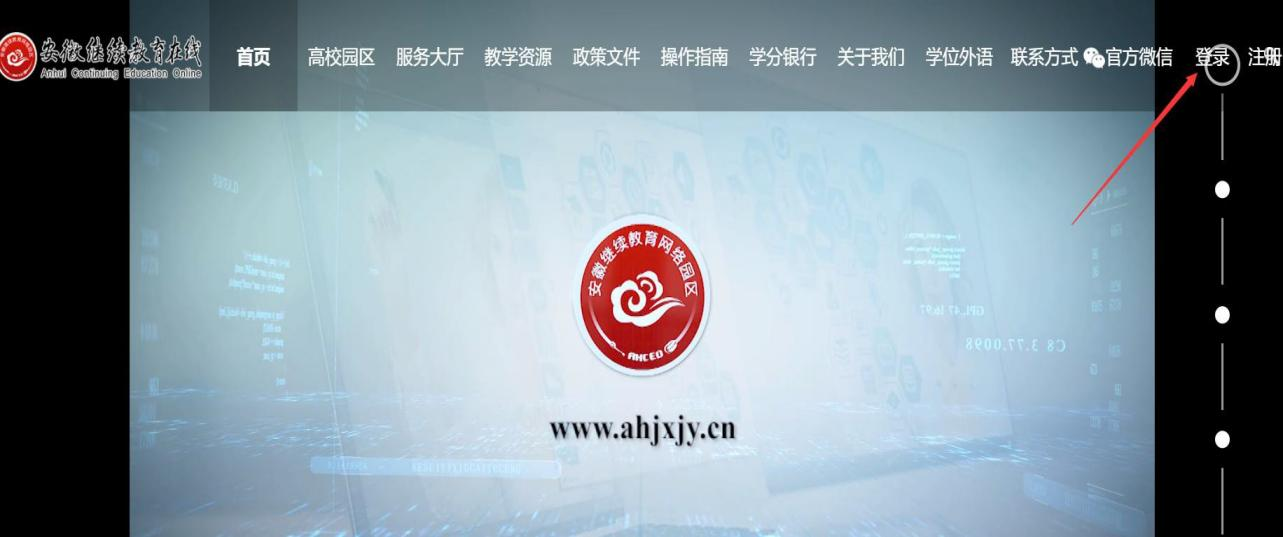 安徽继续教育在线
Anhui Continuing Education Online
首页 高校园区 服务大厅 教学资源 政策文件 操作指南 学分银行 关于我们 学位外语 联系方式 官方微信 登录 注册
安徽继续教育网络园区
AHCEO
www.ahjxjy.cn